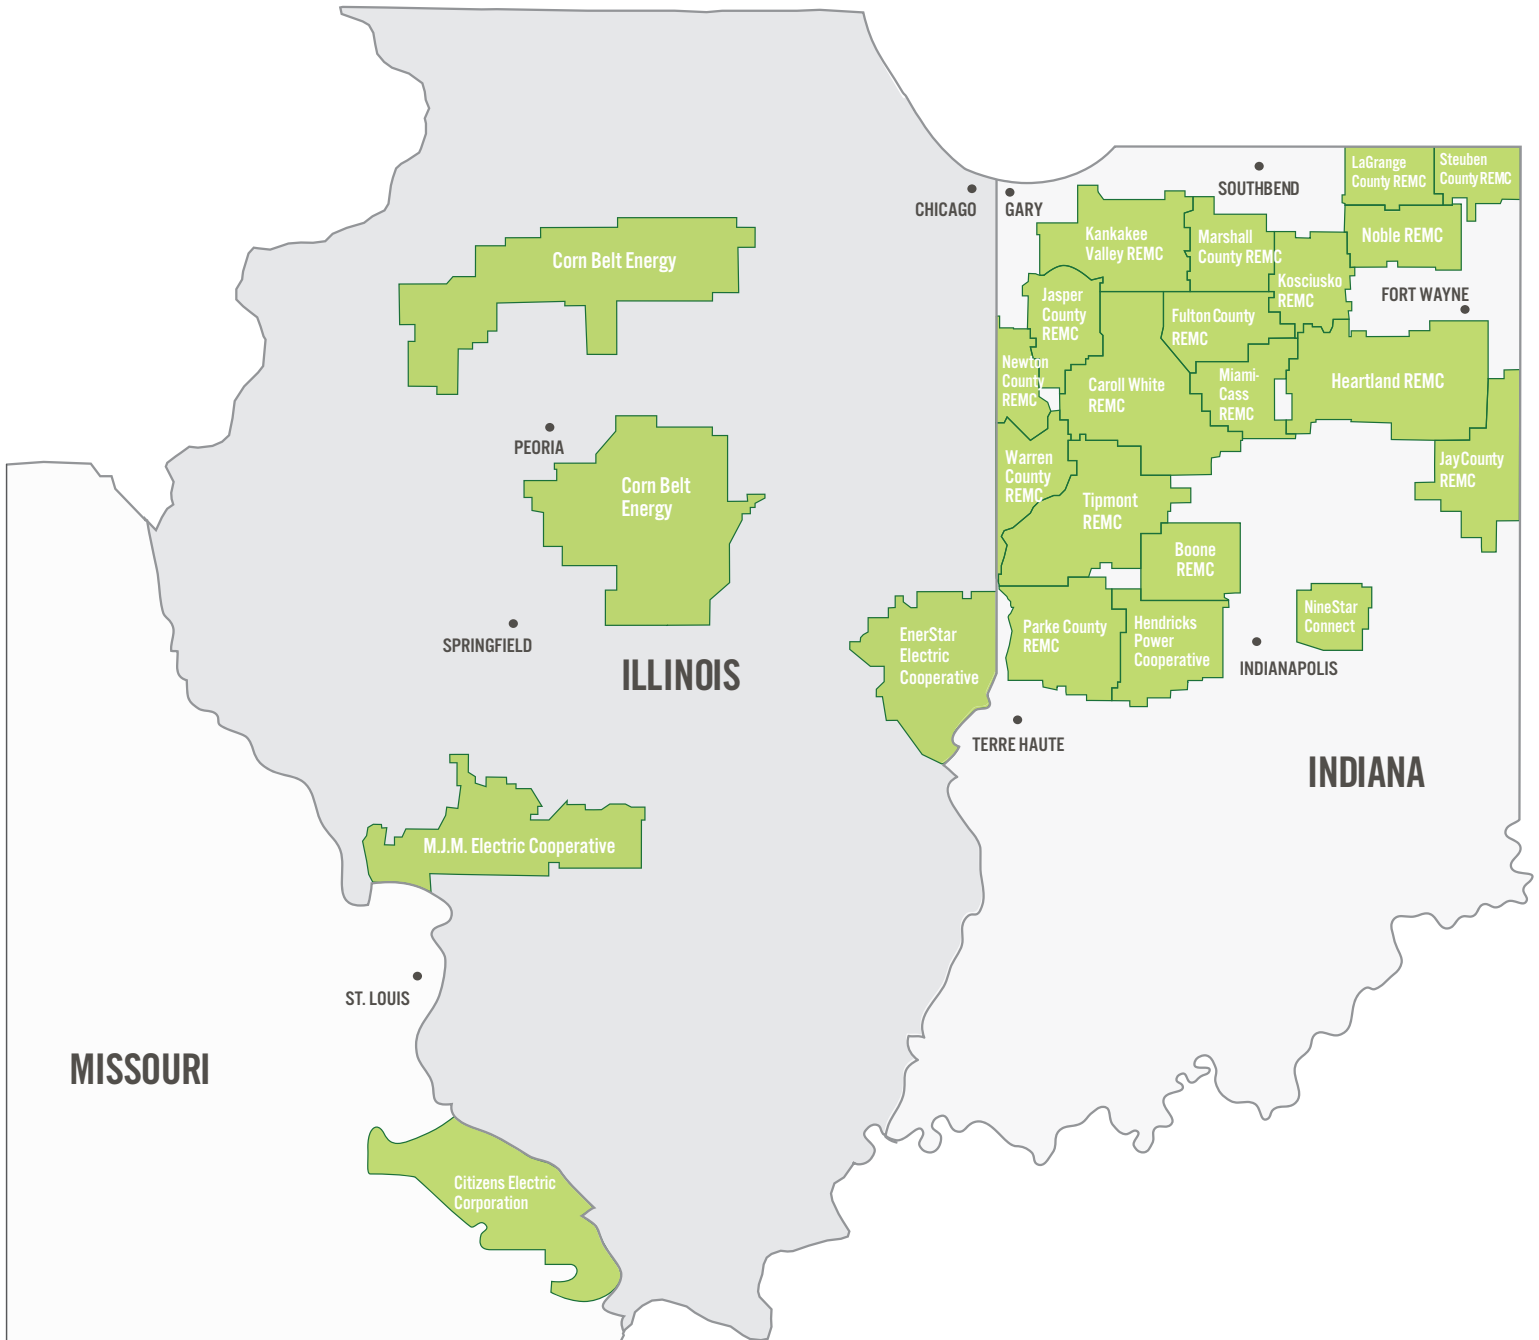 LaGrange
County REMC
Steuben
County REMC
SOUTHBEND
CHICAGO
GARY
Kankakee
Valley REMC
Marshall
County REMC
Noble REMC
Corn Belt Energy
Kosciusko
REMC
FORT WAYNE
Jasper
County
REMC
Fulton County
REMC
Newton
County
REMC
Caroll White
REMC
Miami-
Cass
REMC
Heartland REMC
PEORIA
Corn Belt
Energy
Warren
County
REMC
Jay County
REMC
Tipmont
REMC
Boone
REMC
SPRINGFIELD
ILLINOIS
EnerStar
Electric
Cooperative
Parke County
REMC
Hendricks
Power
Cooperative
NineStar
Connect
INDIANAPOLIS
TERRE HAUTE
INDIANA
M.J.M. Electric Cooperative
ST. LOUIS
MISSOURI
Citizens Electric
Corporation